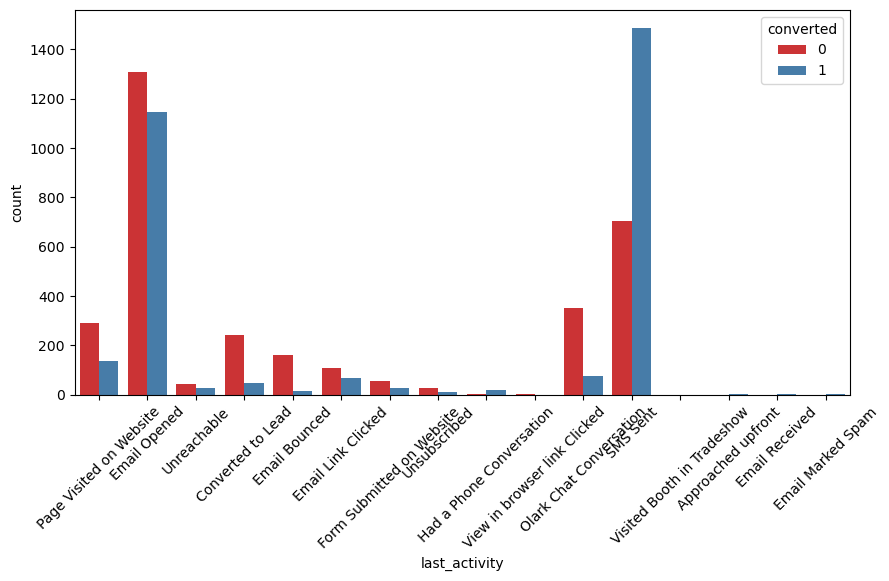 converted
0
1
count
1400
1200
1000
800
600
400
200
0
Page Visited on Website
Email Opened
Unreachable
Converted to Lead
Email Bounced
Email Link Clicked
Form Submitted on Website
Unsubscribed
Had a Phone Conversation
View in browser link Clicked
Olark Chat Conversation
SMS Sent
Visited Booth in Tradeshow
Approached upfront
Email Received
Email Marked Spam
last_activity